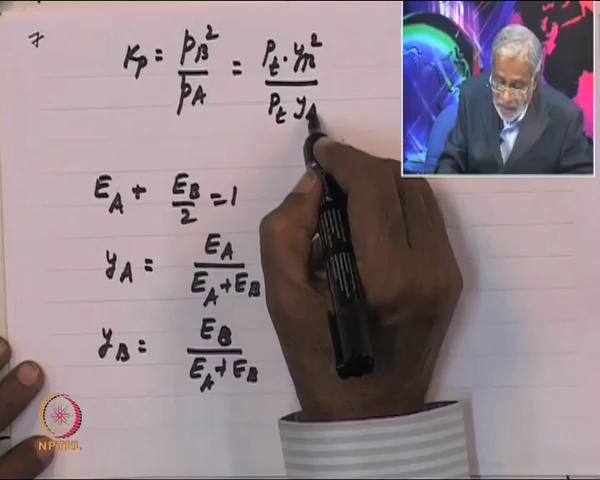 7
Kp = pB² / pA = Pt · yB² / Pt yA
EA + EB/2 = 1
yA = EA / EA + EB
yB = EB / EA + EB
NPTEL